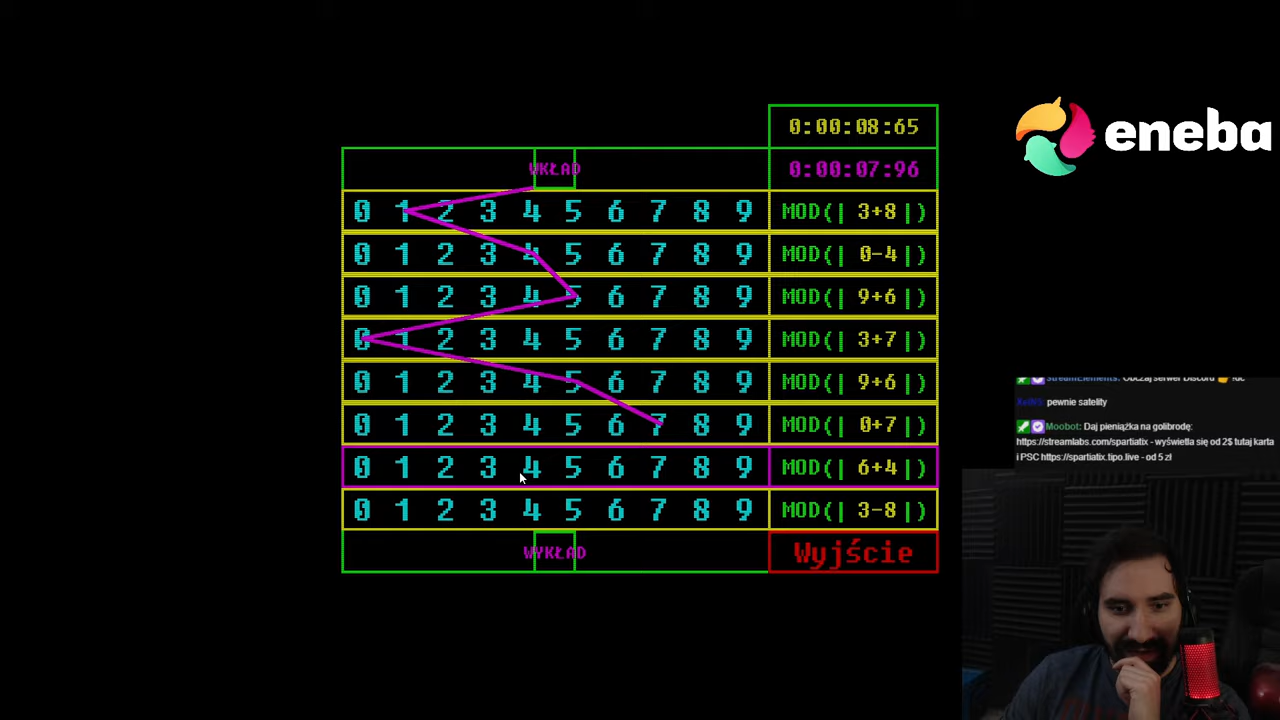 0:00:08:65
eneba
WKŁAD
0:00:07:96
0 1 2 3 4 5 6 7 8 9 MOD(| 3+8 |)
0 1 2 3 4 5 6 7 8 9 MOD(| 0-4 |)
0 1 2 3 4 5 6 7 8 9 MOD(| 9+6 |)
0 1 2 3 4 5 6 7 8 9 MOD(| 3+7 |)
0 1 2 3 4 5 6 7 8 9 MOD(| 9+6 |)
0 1 2 3 4 5 6 7 8 9 MOD(| 0+7 |)
0 1 2 3 4 5 6 7 8 9 MOD(| 6+4 |)
0 1 2 3 4 5 6 7 8 9 MOD(| 3-8 |)
WYKŁAD
Wyjście
StreamElements: Obczaj serwer Discord
pewnie satelity
Moobot: Daj pieniążka na golibrodę:
https://streamlabs.com/spartiatix - wyświetla się od 2$ tutaj karta
i PSC https://spartiatix.tipo.live - od 5 zł